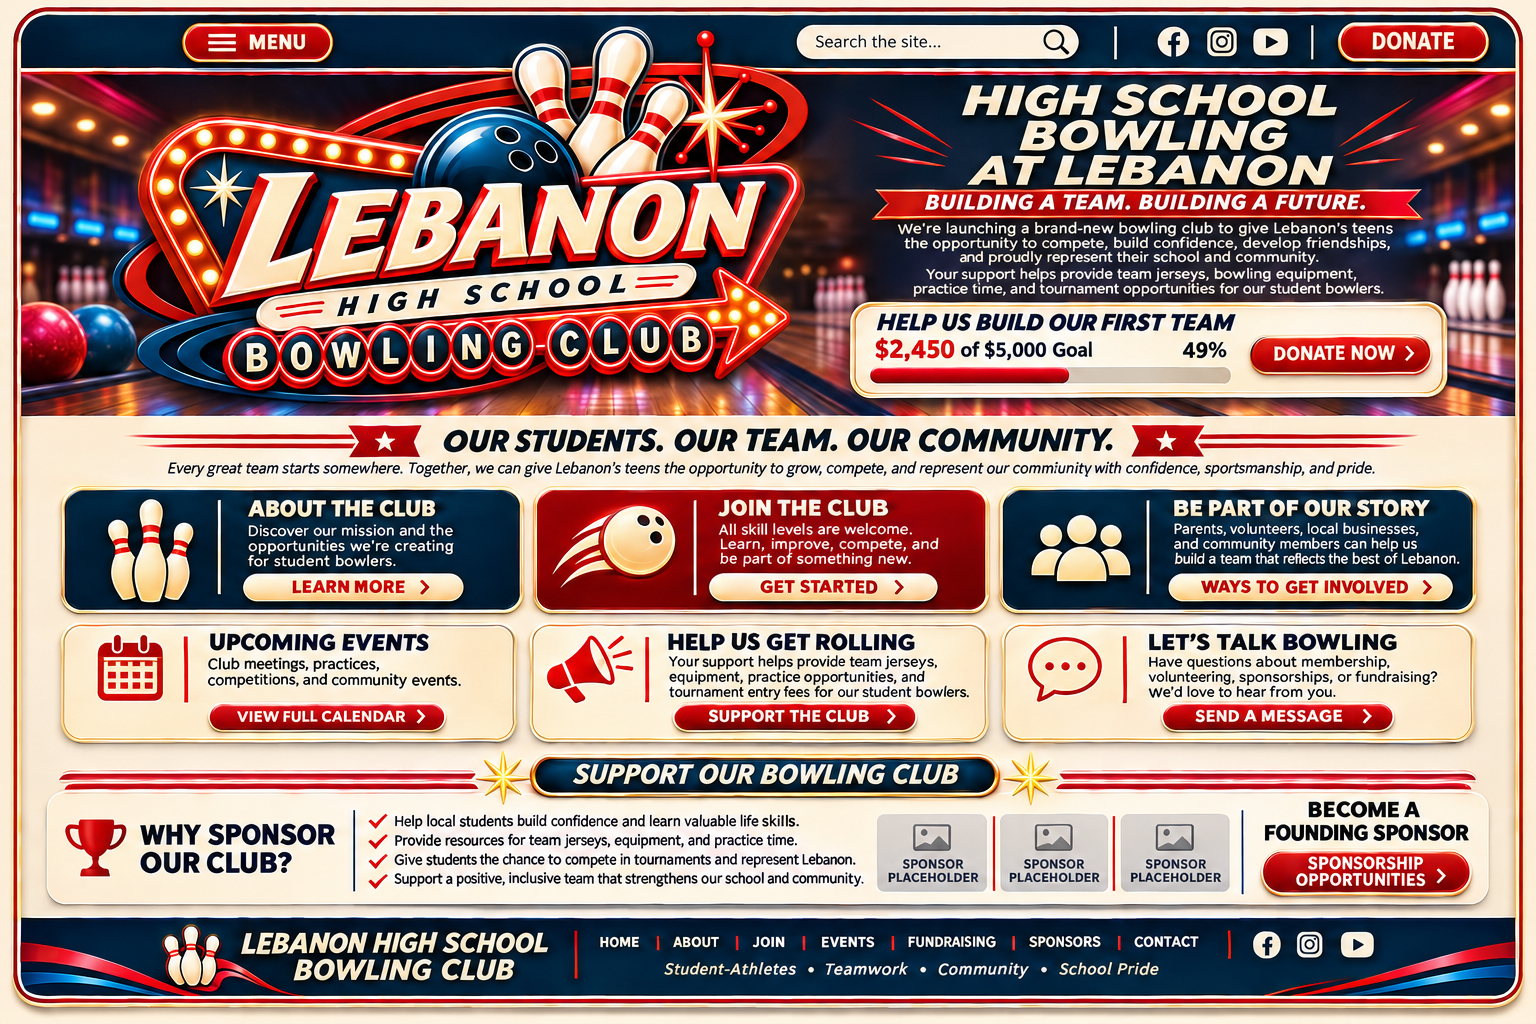 MENU
Search the site...
DONATE
LEBANON
HIGH SCHOOL
BOWLING-CLUB
HIGH SCHOOL
BOWLING
AT LEBANON
BUILDING A TEAM. BUILDING A FUTURE.
We're launching a brand-new bowling club to give Lebanon's teens
the opportunity to compete, build confidence, develop friendships,
and proudly represent their school and community.
Your support helps provide team jerseys, bowling equipment,
practice time, and tournament opportunities for our student bowlers.
HELP US BUILD OUR FIRST TEAM
$2,450 of $5,000 Goal
49%
DONATE NOW
OUR STUDENTS. OUR TEAM. OUR COMMUNITY.
Every great team starts somewhere. Together, we can give Lebanon's teens the opportunity to grow, compete, and represent our community with confidence, sportsmanship, and pride.
ABOUT THE CLUB
Discover our mission and the
opportunities we're creating
for student bowlers.
LEARN MORE
JOIN THE CLUB
All skill levels are welcome.
Learn, improve, compete, and
be part of something new.
GET STARTED
BE PART OF OUR STORY
Parents, volunteers, local businesses,
and community members can help us
build a team that reflects the best of Lebanon.
WAYS TO GET INVOLVED
UPCOMING EVENTS
Club meetings, practices,
competitions, and community events.
VIEW FULL CALENDAR
HELP US GET ROLLING
Your support helps provide team jerseys,
equipment, practice opportunities, and
tournament entry fees for our student bowlers.
SUPPORT THE CLUB
LET'S TALK BOWLING
Have questions about membership,
volunteering, sponsorships, or fundraising?
We'd love to hear from you.
SEND A MESSAGE
SUPPORT OUR BOWLING CLUB
WHY SPONSOR
OUR CLUB?
Help local students build confidence and learn valuable life skills.
Provide resources for team jerseys, equipment, and practice time.
Give students the chance to compete in tournaments and represent Lebanon.
Support a positive, inclusive team that strengthens our school and community.
SPONSOR
PLACEHOLDER
SPONSOR
PLACEHOLDER
SPONSOR
PLACEHOLDER
BECOME A
FOUNDING SPONSOR
SPONSORSHIP
OPPORTUNITIES
LEBANON HIGH SCHOOL
BOWLING CLUB
HOME | ABOUT | JOIN | EVENTS | FUNDRAISING | SPONSORS | CONTACT
Student-Athletes • Teamwork • Community • School Pride